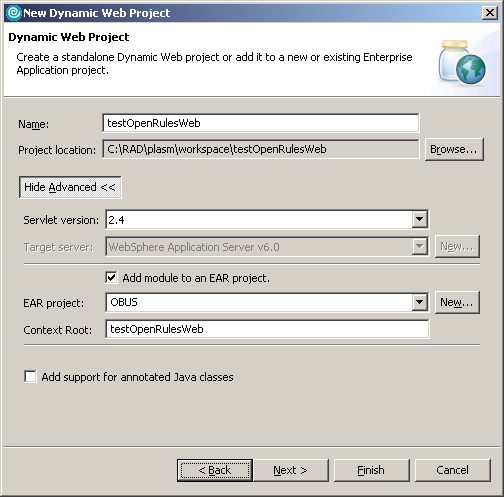 New Dynamic Web Project
Dynamic Web Project
Create a standalone Dynamic Web project or add it to a new or existing Enterprise
Application project.
Name: testOpenRulesWeb
Project location: C:\RAD\plasm\workspace\testOpenRulesWeb Browse...
Hide Advanced <<
Servlet version: 2.4
Target server: WebSphere Application Server v6.0 New...
Add module to an EAR project.
EAR project: OBUS New...
Context Root: testOpenRulesWeb
Add support for annotated Java classes
< Back Next > Finish Cancel